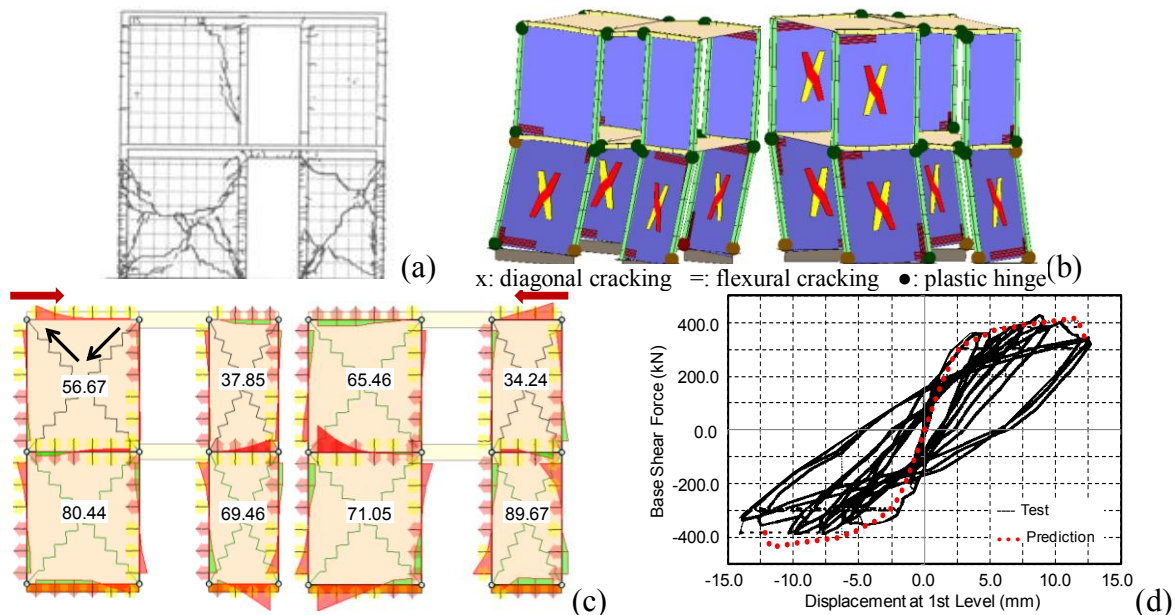 (a)
(b)
x: diagonal cracking =: flexural cracking ●: plastic hinge
56.67
37.85
65.46
34.24
80.44
69.46
71.05
89.67
(c)
Base Shear Force (kN)
400.0
200.0
0.0
-200.0
-400.0
Test
Prediction
-15.0 -10.0 -5.0 0.0 5.0 10.0 15.0
Displacement at 1st Level (mm)
(d)